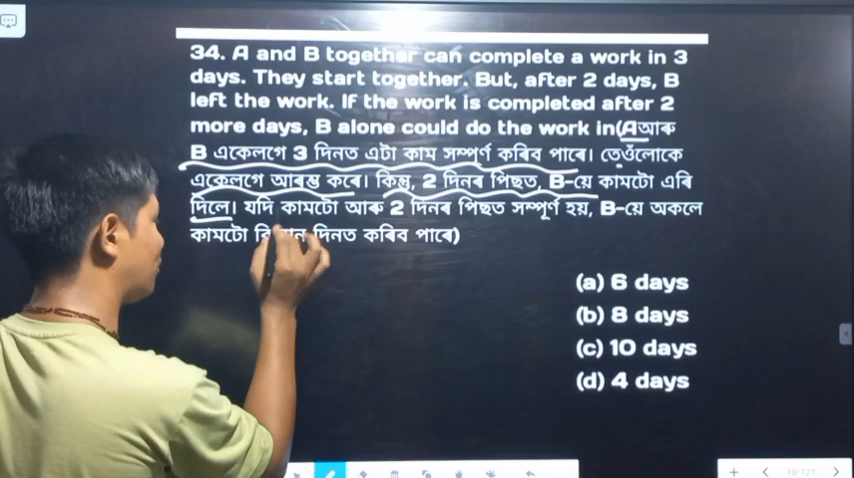 34. A and B together can complete a work in 3
days. They start together. But, after 2 days, B
left the work. If the work is completed after 2
more days, B alone could do the work in(Aআৰু
B একেলগে 3 দিনত এটা কাম সম্পৰ্ণ কৰিব পাৰে। তেওঁলোকে
একেলগে আৰম্ভ কৰে। কিন্তু, 2 দিনৰ পিছত, B-য়ে কামটো এৰি
দিলে। যদি কামটো আৰু 2 দিনৰ পিছত সম্পূৰ্ণ হয়, B-য়ে অকলে
কামটো দিনত কৰিব পাৰে)
(a) 6 days
(b) 8 days
(c) 10 days
(d) 4 days
10/121